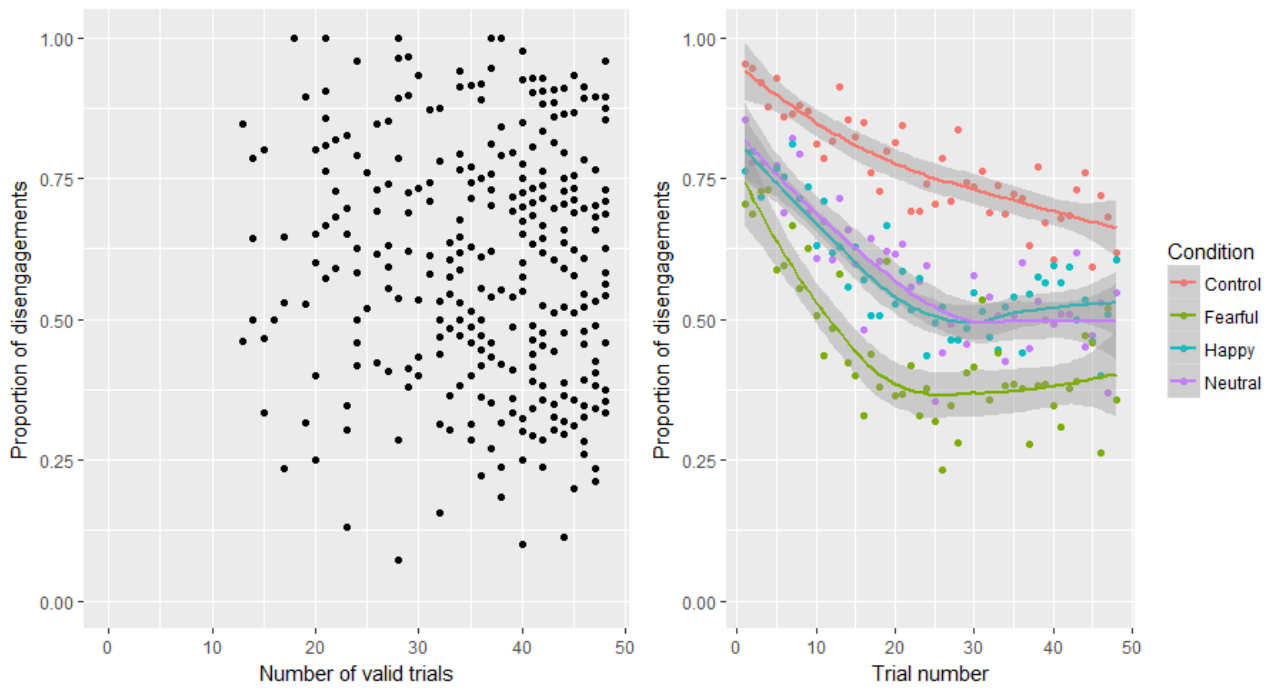 1.00
0.75
0.50
0.25
0.00
Proportion of disengagements
0 10 20 30 40 50
Number of valid trials
1.00
0.75
0.50
0.25
0.00
Proportion of disengagements
0 10 20 30 40 50
Trial number
Condition
Control
Fearful
Happy
Neutral